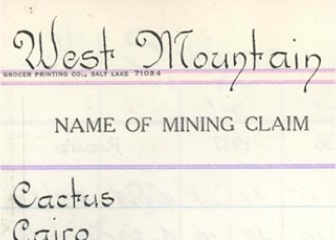 West Mountain
GROCER PRINTING CO., SALT LAKE 71034
NAME OF MINING CLAIM
Cactus
Cairo